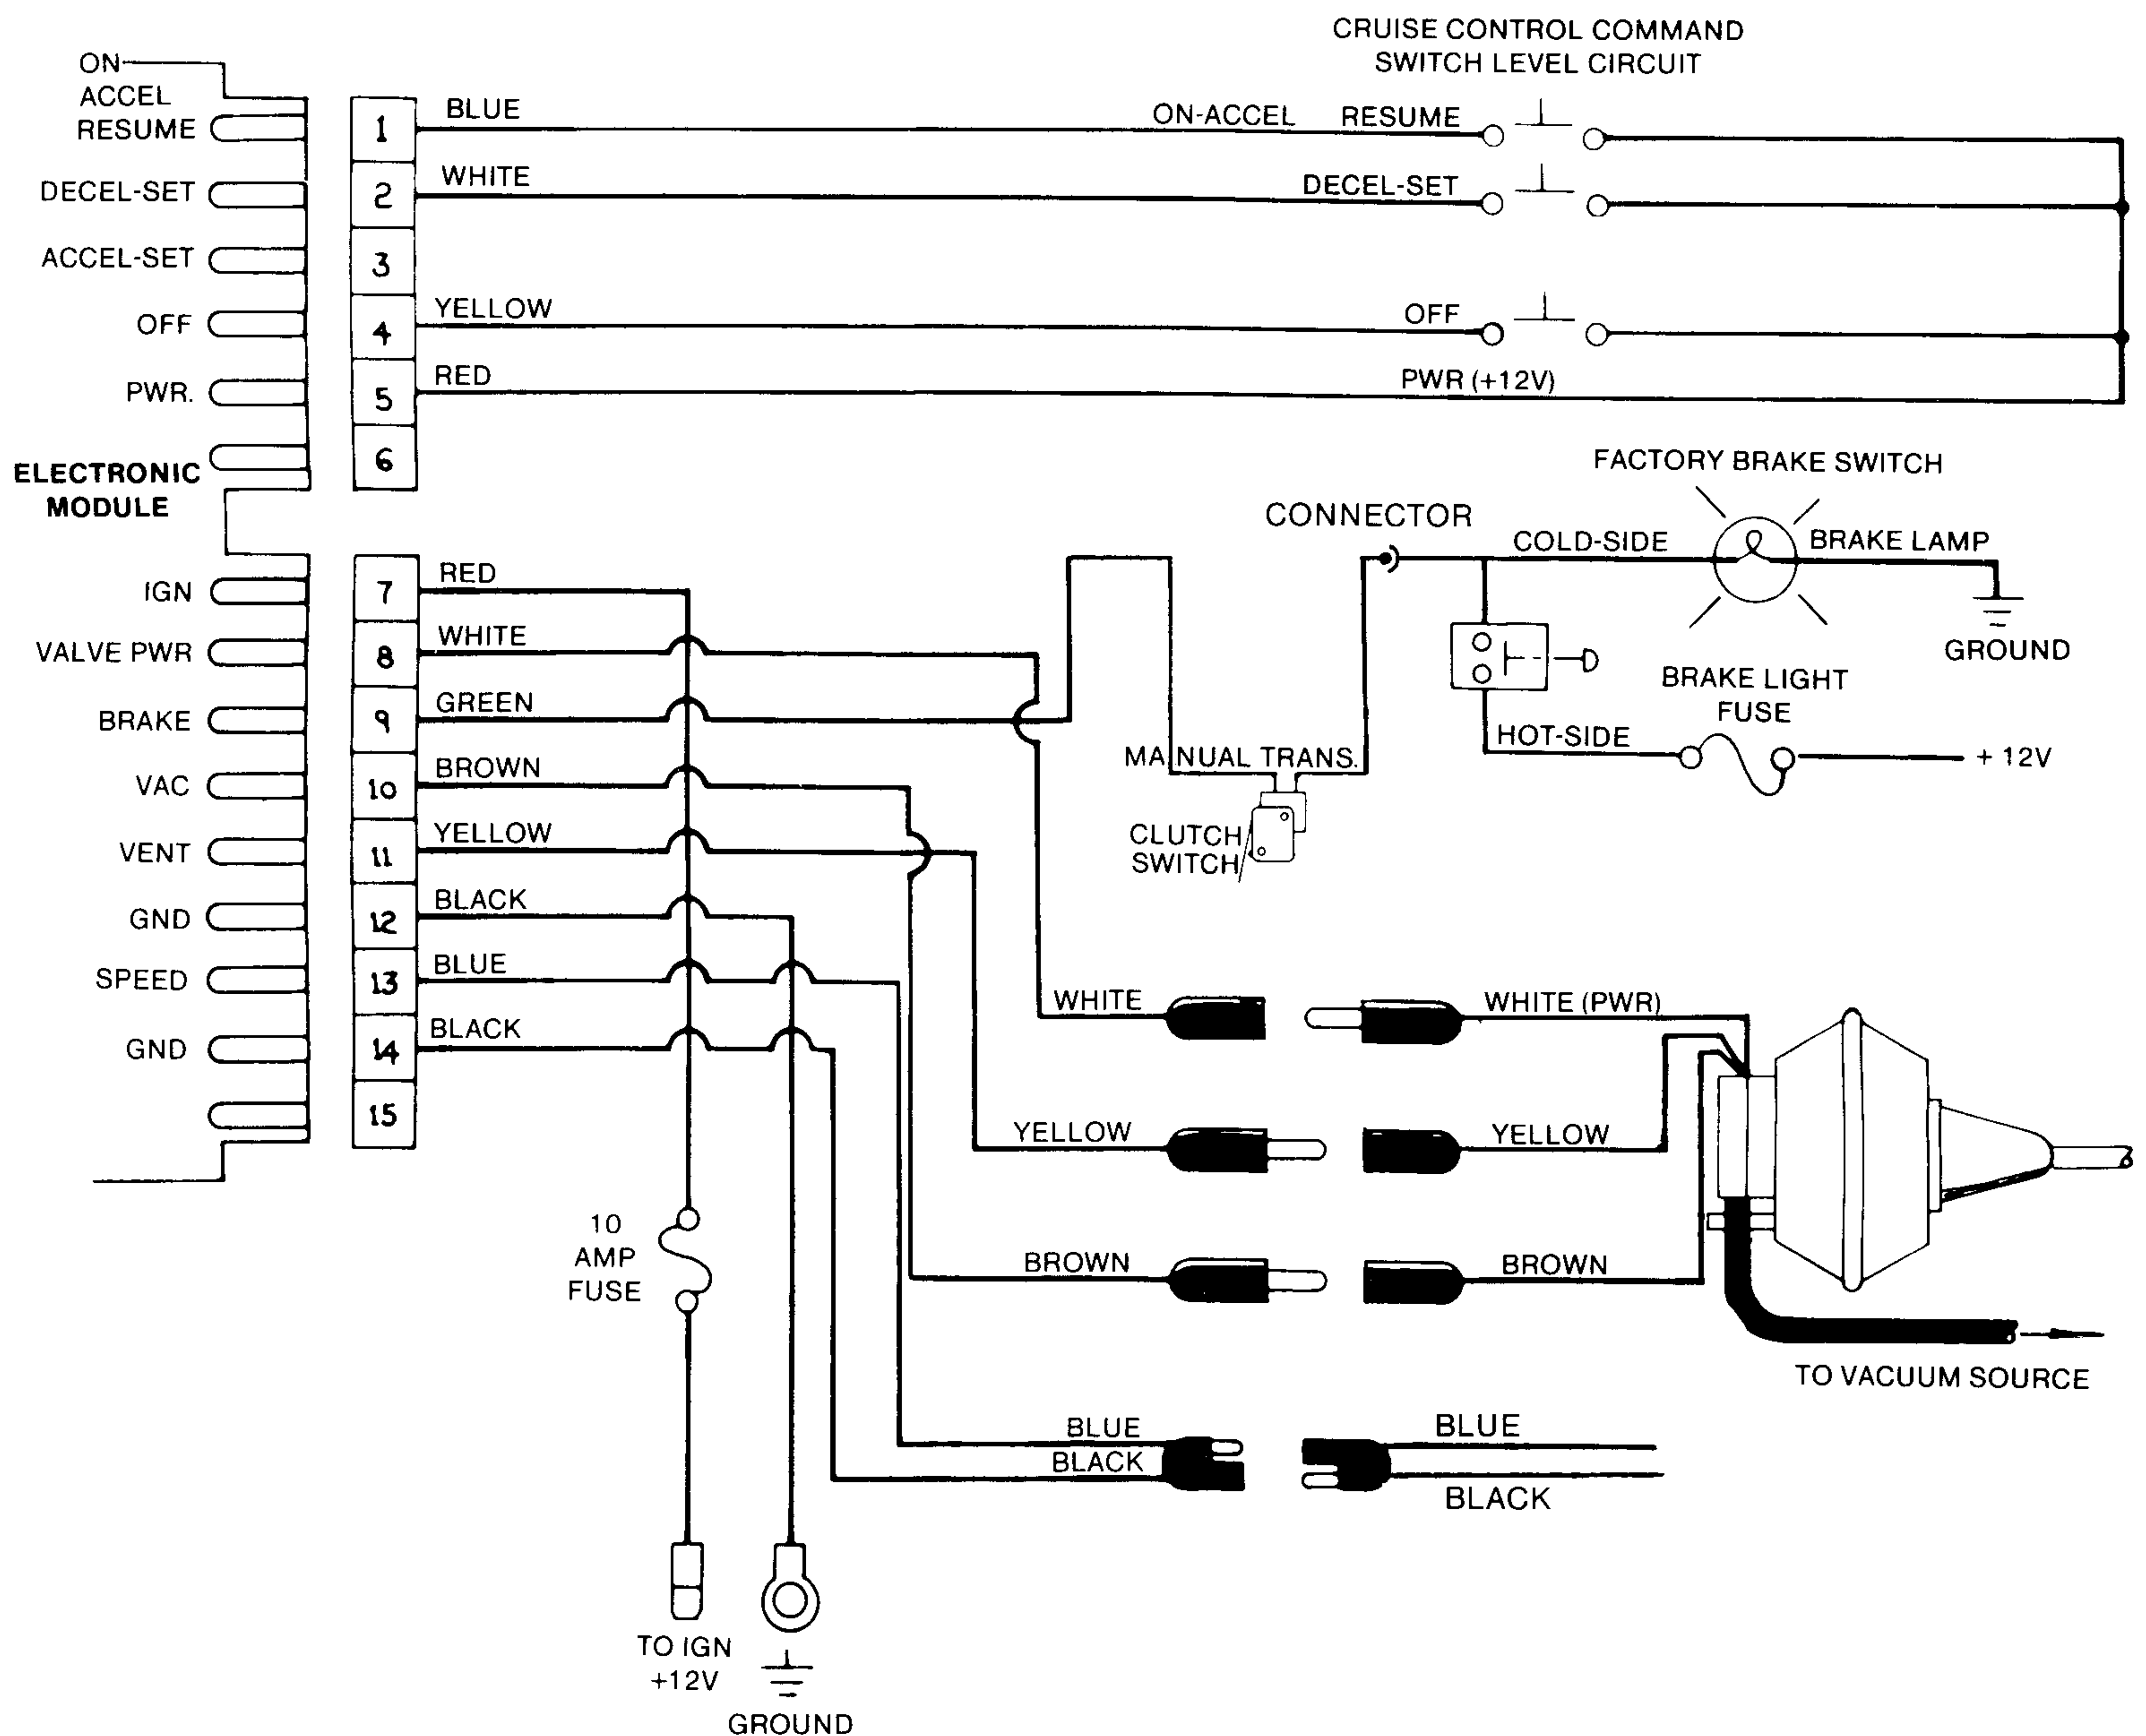 CRUISE CONTROL COMMAND
SWITCH LEVEL CIRCUIT
ON
ACCEL
RESUME
DECEL-SET
ACCEL-SET
OFF
PWR.
ELECTRONIC
MODULE
IGN
VALVE PWR
BRAKE
VAC
VENT
GND
SPEED
GND
1
2
3
4
5
6
7
8
9
10
11
12
13
14
15
BLUE
WHITE
YELLOW
RED
RED
WHITE
GREEN
BROWN
YELLOW
BLACK
BLUE
BLACK
ON-ACCEL RESUME
DECEL-SET
OFF
PWR (+12V)
FACTORY BRAKE SWITCH
CONNECTOR
COLD-SIDE
BRAKE LAMP
GROUND
BRAKE LIGHT
FUSE
HOT-SIDE
+ 12V
MANUAL TRANS.
CLUTCH
SWITCH
WHITE
WHITE (PWR)
YELLOW
YELLOW
BROWN
BROWN
TO VACUUM SOURCE
BLUE
BLACK
BLUE
BLACK
10
AMP
FUSE
TO IGN
+12V
GROUND